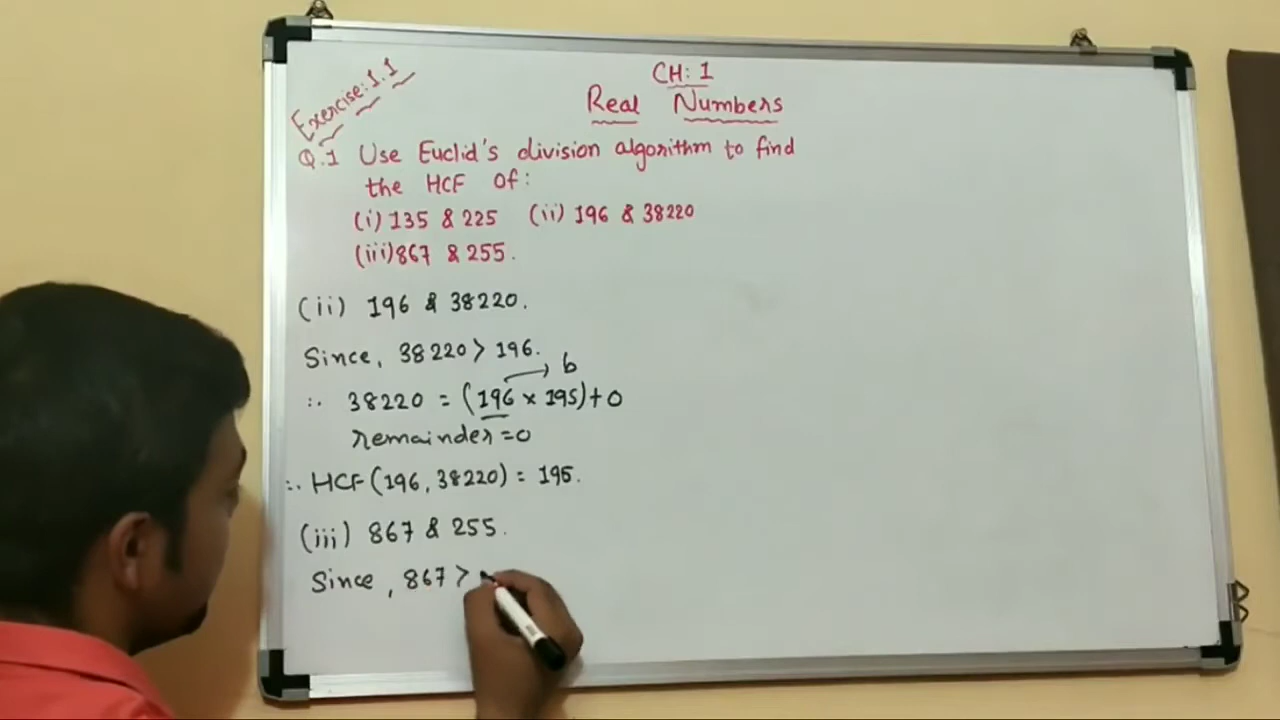 Exercise: 1.1
CH: 1
Real Numbers
Q.1 Use Euclid's division algorithm to find
the HCF of:
(i) 135 & 225 (ii) 196 & 38220
(iii) 867 & 255.
(ii) 196 & 38220.
Since, 38220 > 196.
b
∴ 38220 = (196 × 195) + 0
remainder = 0
∴ HCF (196, 38220) = 195.
(iii) 867 & 255.
Since, 867 >